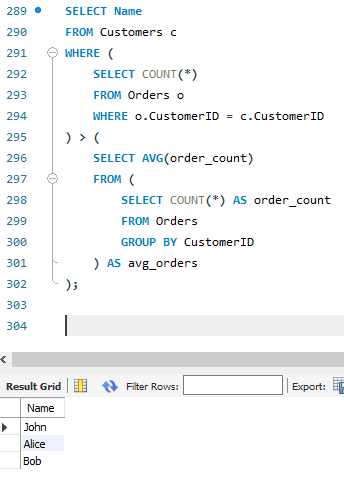 289 SELECT Name
290 FROM Customers c
291 WHERE (
292 SELECT COUNT(*)
293 FROM Orders o
294 WHERE o.CustomerID = c.CustomerID
295 ) > (
296 SELECT AVG(order_count)
297 FROM (
298 SELECT COUNT(*) AS order_count
299 FROM Orders
300 GROUP BY CustomerID
301 ) AS avg_orders
302 );
303
304
Result Grid Filter Rows: Export:
Name
John
Alice
Bob